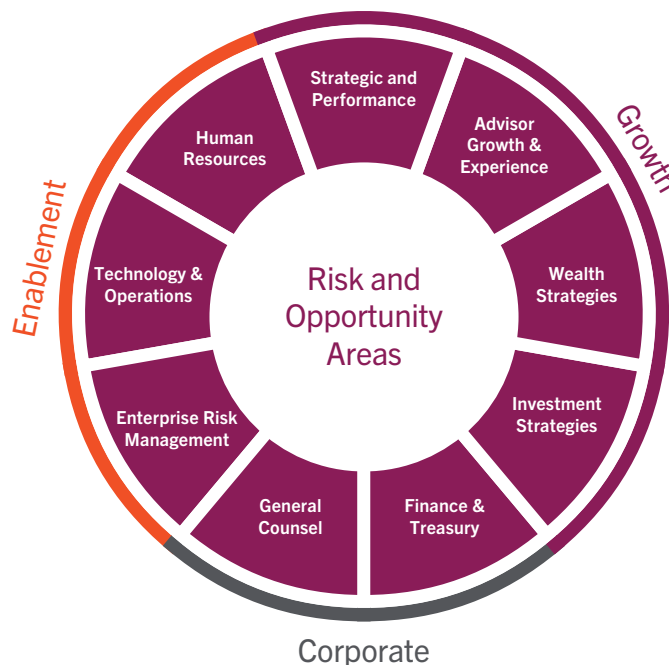 Strategic and
Performance
Advisor
Growth &
Experience
Wealth
Strategies
Investment
Strategies
Finance &
Treasury
General
Counsel
Enterprise Risk
Management
Technology &
Operations
Human
Resources
Risk and
Opportunity
Areas
Growth
Corporate
Enablement